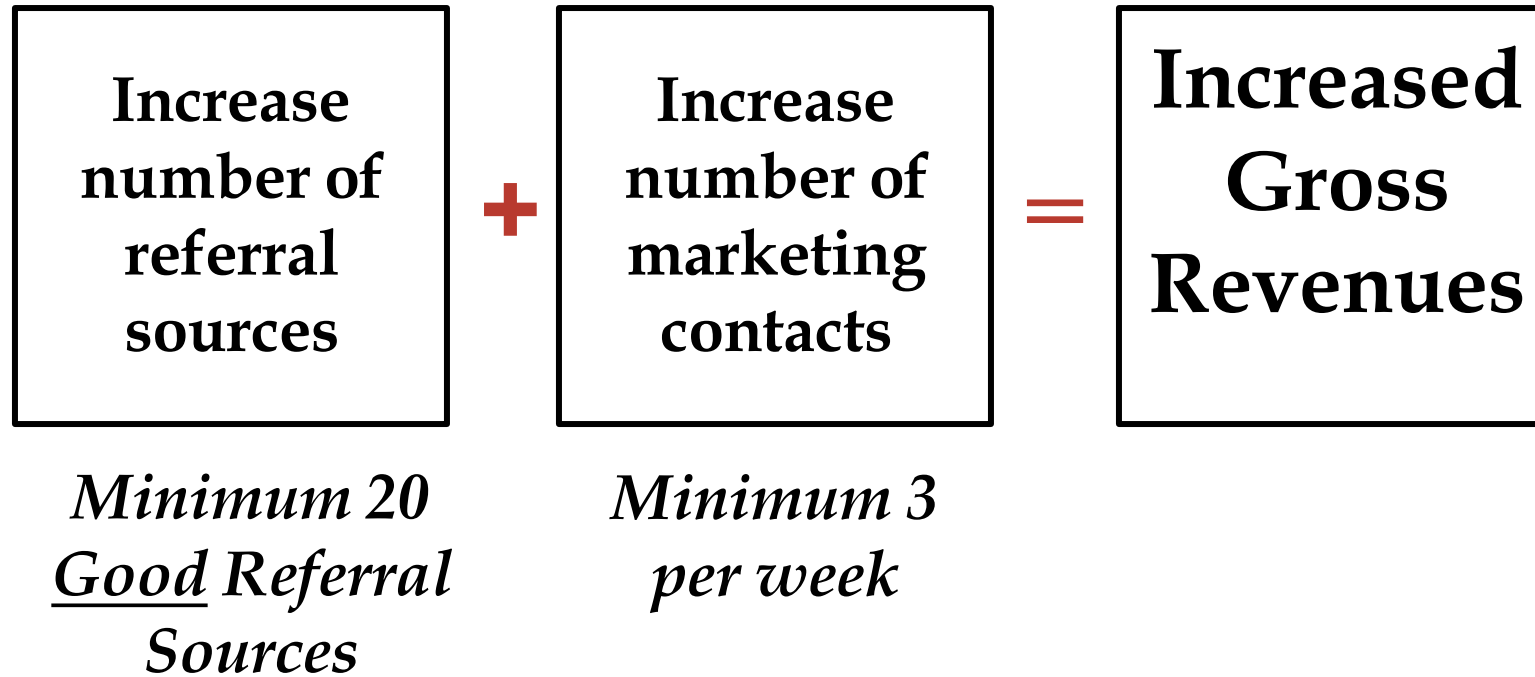 Increase
number of
referral
sources
+
Increase
number of
marketing
contacts
=
Increased
Gross
Revenues
Minimum 20
Good Referral
Sources
Minimum 3
per week